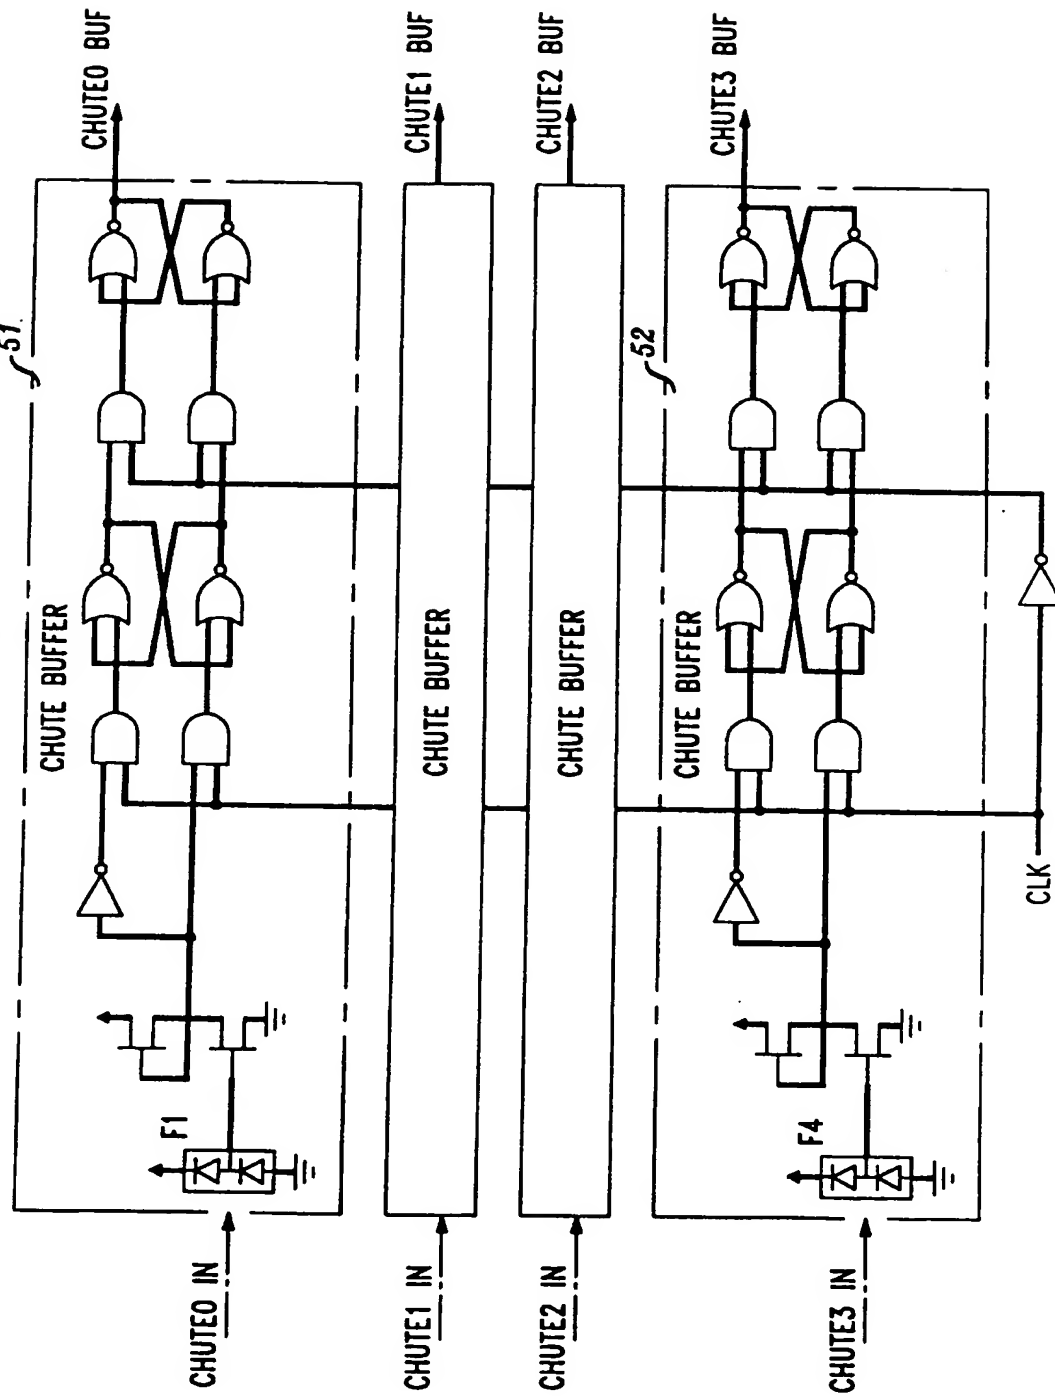 51
CHUTE BUFFER
CHUTE0 IN
F1
CHUTE0 BUF
CHUTE1 IN
CHUTE BUFFER
CHUTE1 BUF
CHUTE2 IN
CHUTE BUFFER
CHUTE2 BUF
52
CHUTE BUFFER
CHUTE3 IN
F4
CHUTE3 BUF
CLK